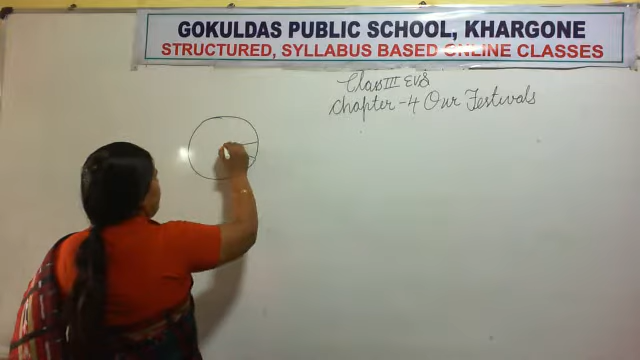 GOKULDAS PUBLIC SCHOOL, KHARGONE
STRUCTURED, SYLLABUS BASED ONLINE CLASSES
Class III EVS
Chapter - 4 Our Festivals